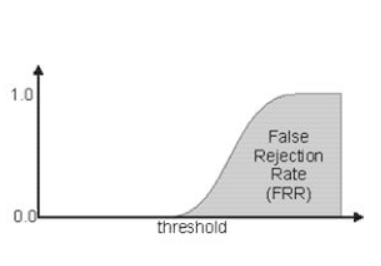 1.0
False
Rejection
Rate
(FRR)
0.0
threshold